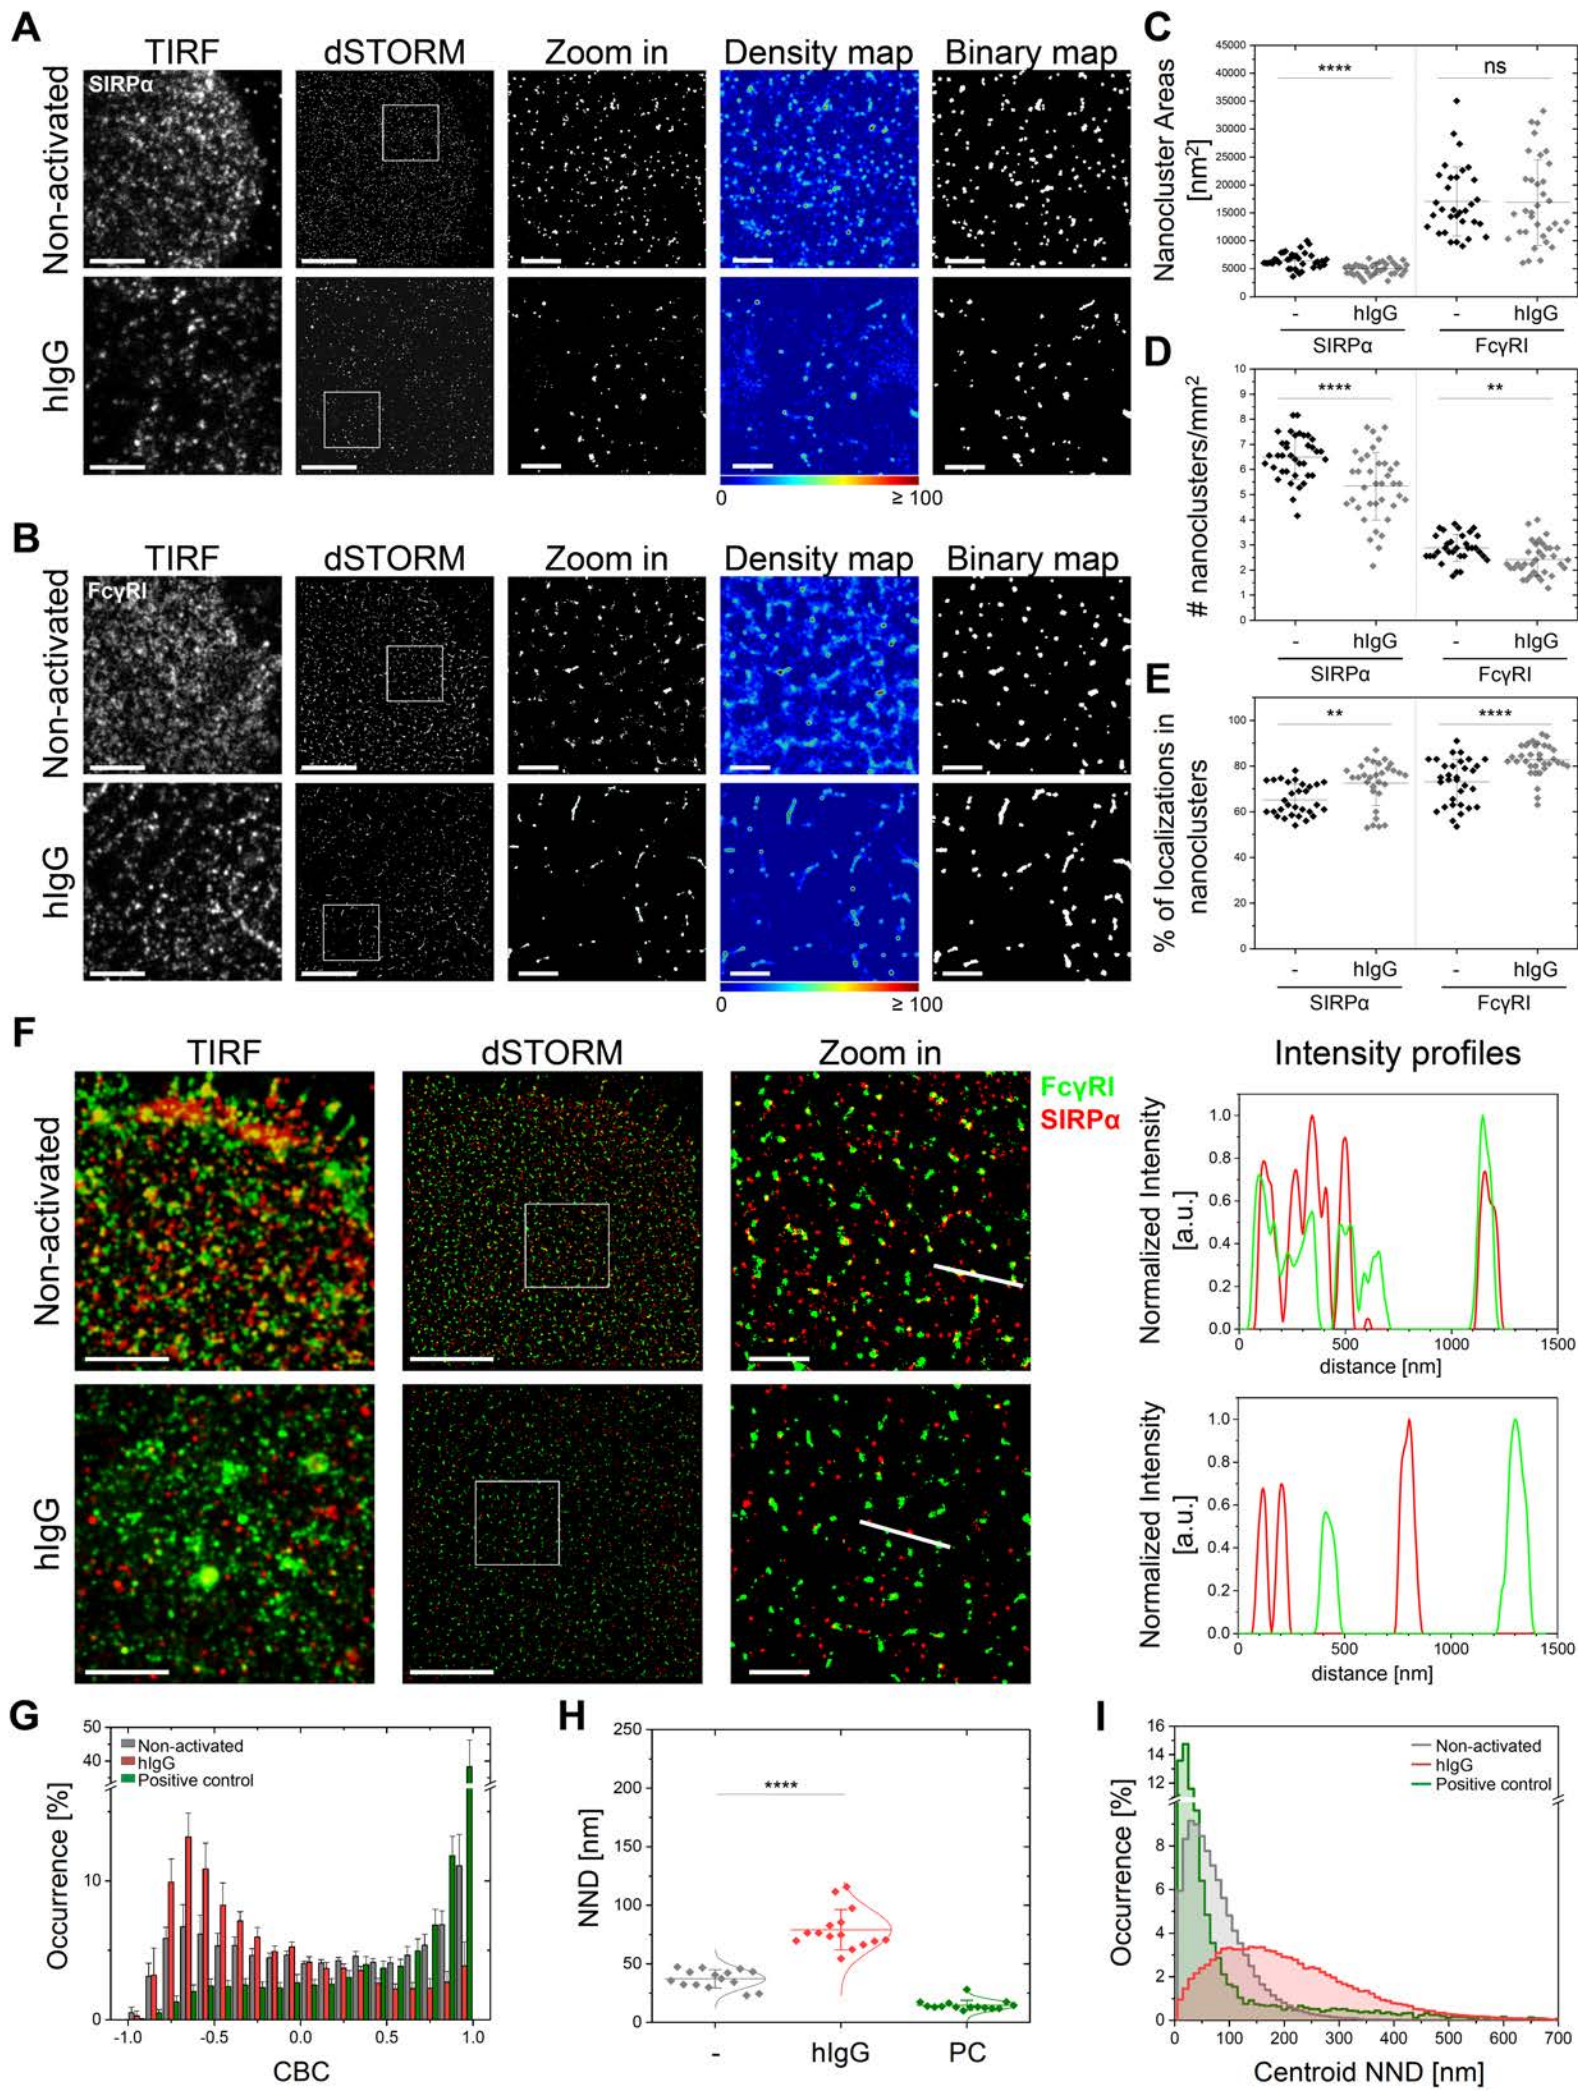 A
TIRF dSTORM Zoom in Density map Binary map
Non-activated
SIRPα
hIgG
0 ≥ 100
B
TIRF dSTORM Zoom in Density map Binary map
Non-activated
FcγRI
hIgG
0 ≥ 100
C
Nanocluster Areas
[nm²]
45000
40000
35000
30000
25000
20000
15000
10000
5000
0
**** ns
- hIgG - hIgG
SIRPα FcγRI
D
# nanoclusters/mm²
10
9
8
7
6
5
4
3
2
1
0
**** **
- hIgG - hIgG
SIRPα FcγRI
E
% of localizations in
nanoclusters
100
80
60
40
20
0
** ****
- hIgG - hIgG
SIRPα FcγRI
F
TIRF dSTORM Zoom in Intensity profiles
Non-activated
hIgG
FcγRI
SIRPα
Normalized Intensity
[a.u.]
1.0
0.8
0.6
0.4
0.2
0.0
0 500 1000 1500
distance [nm]
Normalized Intensity
[a.u.]
1.0
0.8
0.6
0.4
0.2
0.0
0 500 1000 1500
distance [nm]
G
Occurrence [%]
50
40
10
0
Non-activated
hIgG
Positive control
-1.0 -0.5 0.0 0.5 1.0
CBC
H
NND [nm]
250
200
150
100
50
0
****
- hIgG PC
I
Occurrence [%]
16
14
12
8
6
4
2
0
Non-activated
hIgG
Positive control
0 100 200 300 400 500 600 700
Centroid NND [nm]